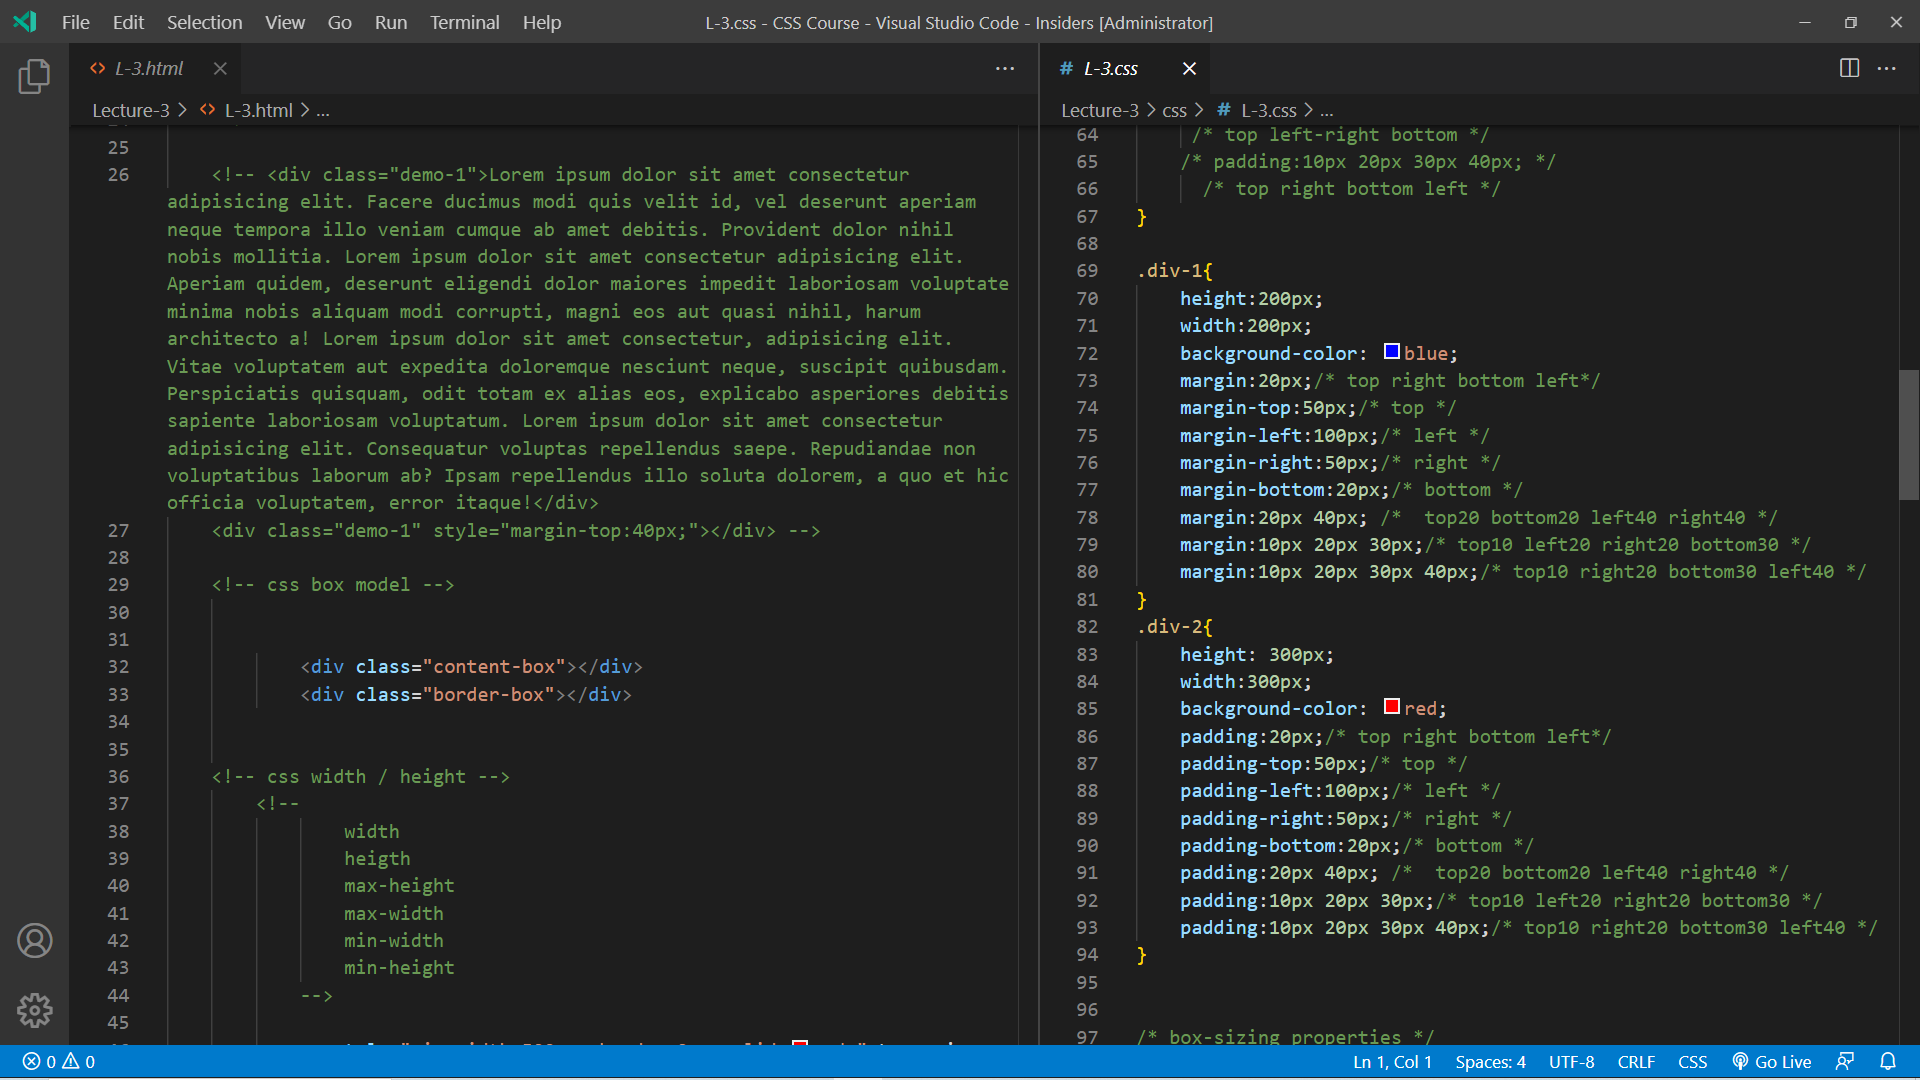 File Edit Selection View Go Run Terminal Help L-3.css - CSS Course - Visual Studio Code - Insiders [Administrator]
L-3.html
Lecture-3 > L-3.html > ...
25
26 <!-- <div class="demo-1">Lorem ipsum dolor sit amet consectetur
adipisicing elit. Facere ducimus modi quis velit id, vel deserunt aperiam
neque tempora illo veniam cumque ab amet debitis. Provident dolor nihil
nobis mollitia. Lorem ipsum dolor sit amet consectetur adipisicing elit.
Aperiam quidem, deserunt eligendi dolor maiores impedit laboriosam voluptate
minima nobis aliquam modi corrupti, magni eos aut quasi nihil, harum
architecto a! Lorem ipsum dolor sit amet consectetur, adipisicing elit.
Vitae voluptatem aut expedita doloremque nesciunt neque, suscipit quibusdam.
Perspiciatis quisquam, odit totam ex alias eos, explicabo asperiores debitis
sapiente laboriosam voluptatum. Lorem ipsum dolor sit amet consectetur
adipisicing elit. Consequatur voluptas repellendus saepe. Repudiandae non
voluptatibus laborum ab? Ipsam repellendus illo soluta dolorem, a quo et hic
officia voluptatem, error itaque!</div>
27 <div class="demo-1" style="margin-top:40px;"></div> -->
28
29 <!-- css box model -->
30
31
32 <div class="content-box"></div>
33 <div class="border-box"></div>
34
35
36 <!-- css width / height -->
37 <!--
38 width
39 heigth
40 max-height
41 max-width
42 min-width
43 min-height
44 -->
45
# L-3.css
Lecture-3 > css > # L-3.css > ...
64 /* top left-right bottom */
65 /* padding:10px 20px 30px 40px; */
66 /* top right bottom left */
67 }
68
69 .div-1{
70 height:200px;
71 width:200px;
72 background-color: blue;
73 margin:20px;/* top right bottom left*/
74 margin-top:50px;/* top */
75 margin-left:100px;/* left */
76 margin-right:50px;/* right */
77 margin-bottom:20px;/* bottom */
78 margin:20px 40px; /*  top20 bottom20 left40 right40 */
79 margin:10px 20px 30px;/* top10 left20 right20 bottom30 */
80 margin:10px 20px 30px 40px;/* top10 right20 bottom30 left40 */
81 }
82 .div-2{
83 height: 300px;
84 width:300px;
85 background-color: red;
86 padding:20px;/* top right bottom left*/
87 padding-top:50px;/* top */
88 padding-left:100px;/* left */
89 padding-right:50px;/* right */
90 padding-bottom:20px;/* bottom */
91 padding:20px 40px; /*  top20 bottom20 left40 right40 */
92 padding:10px 20px 30px;/* top10 left20 right20 bottom30 */
93 padding:10px 20px 30px 40px;/* top10 right20 bottom30 left40 */
94 }
95
96
97 /* box-sizing properties */
0 0 Ln 1, Col 1 Spaces: 4 UTF-8 CRLF CSS Go Live